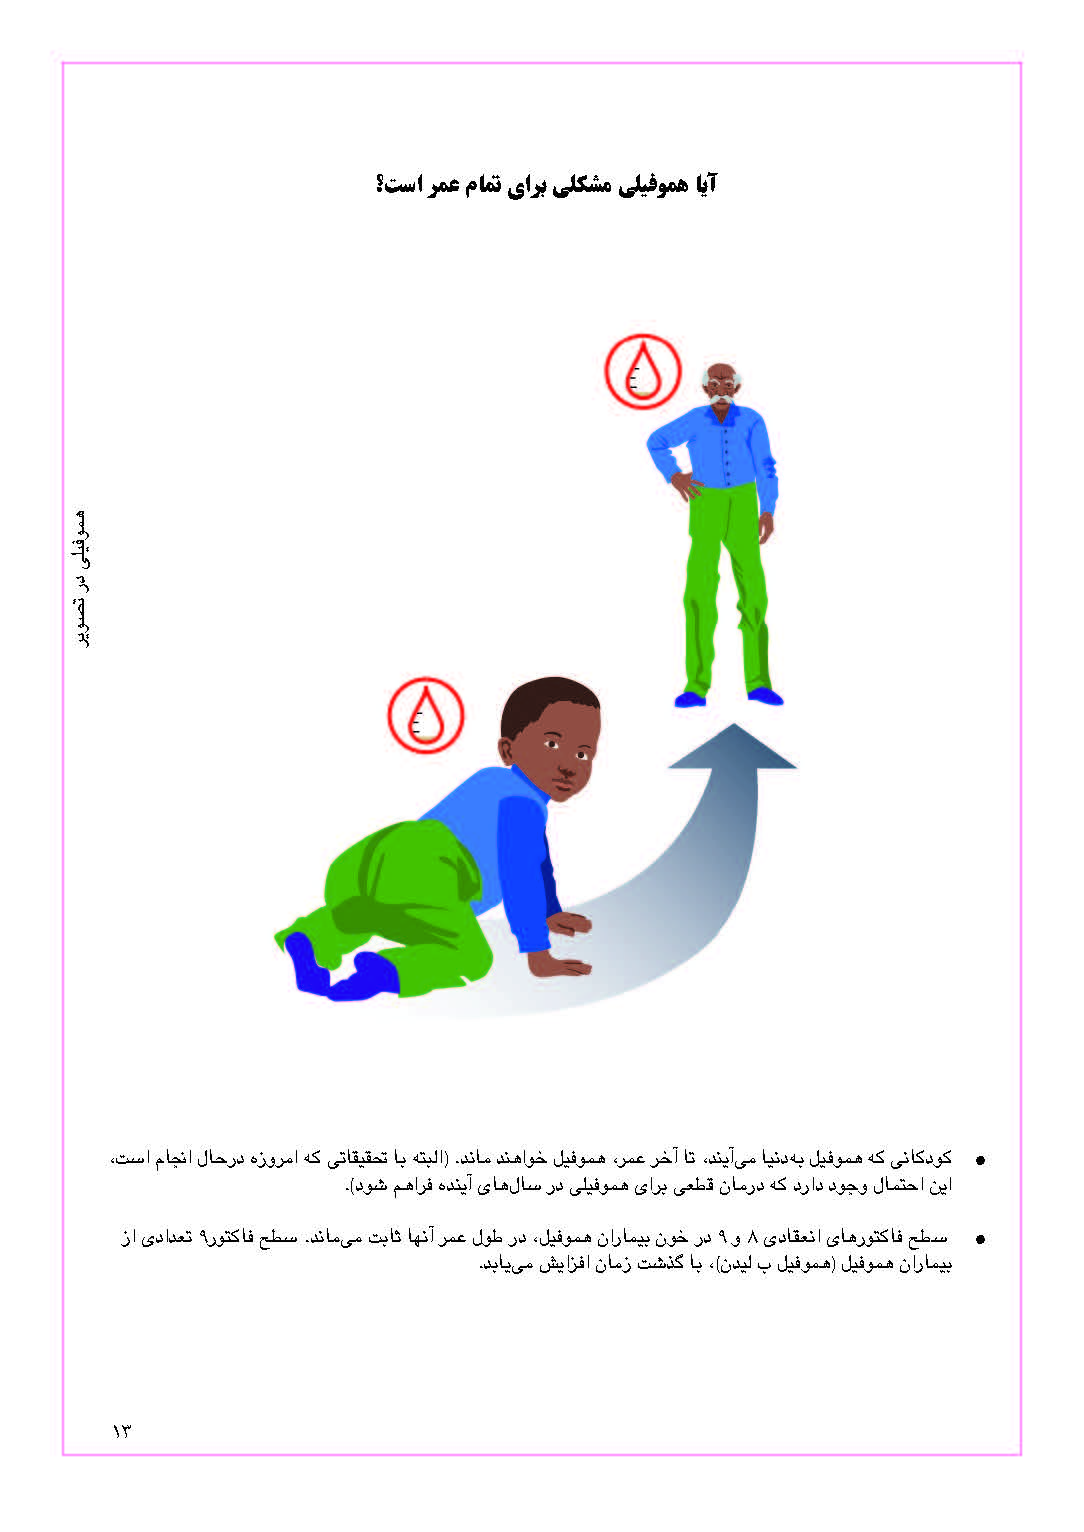 آیا هموفیلی مشکلی برای تمام عمر است؟
هموفیلی در تصویر
● کودکانی که هموفیل به‌دنیا می‌آیند، تا آخر عمر، هموفیل خواهند ماند. (البته با تحقیقاتی که امروزه درحال انجام است،
این احتمال وجود دارد که درمان قطعی برای هموفیلی در سال‌های آینده فراهم شود).
● سطح فاکتورهای انعقادی ۸ و ۹ در خون بیماران هموفیل، در طول عمر آنها ثابت می‌ماند. سطح فاکتور۹ تعدادی از
بیماران هموفیل (هموفیل ب لیدن)، با گذشت زمان افزایش می‌یابد.
۱۳